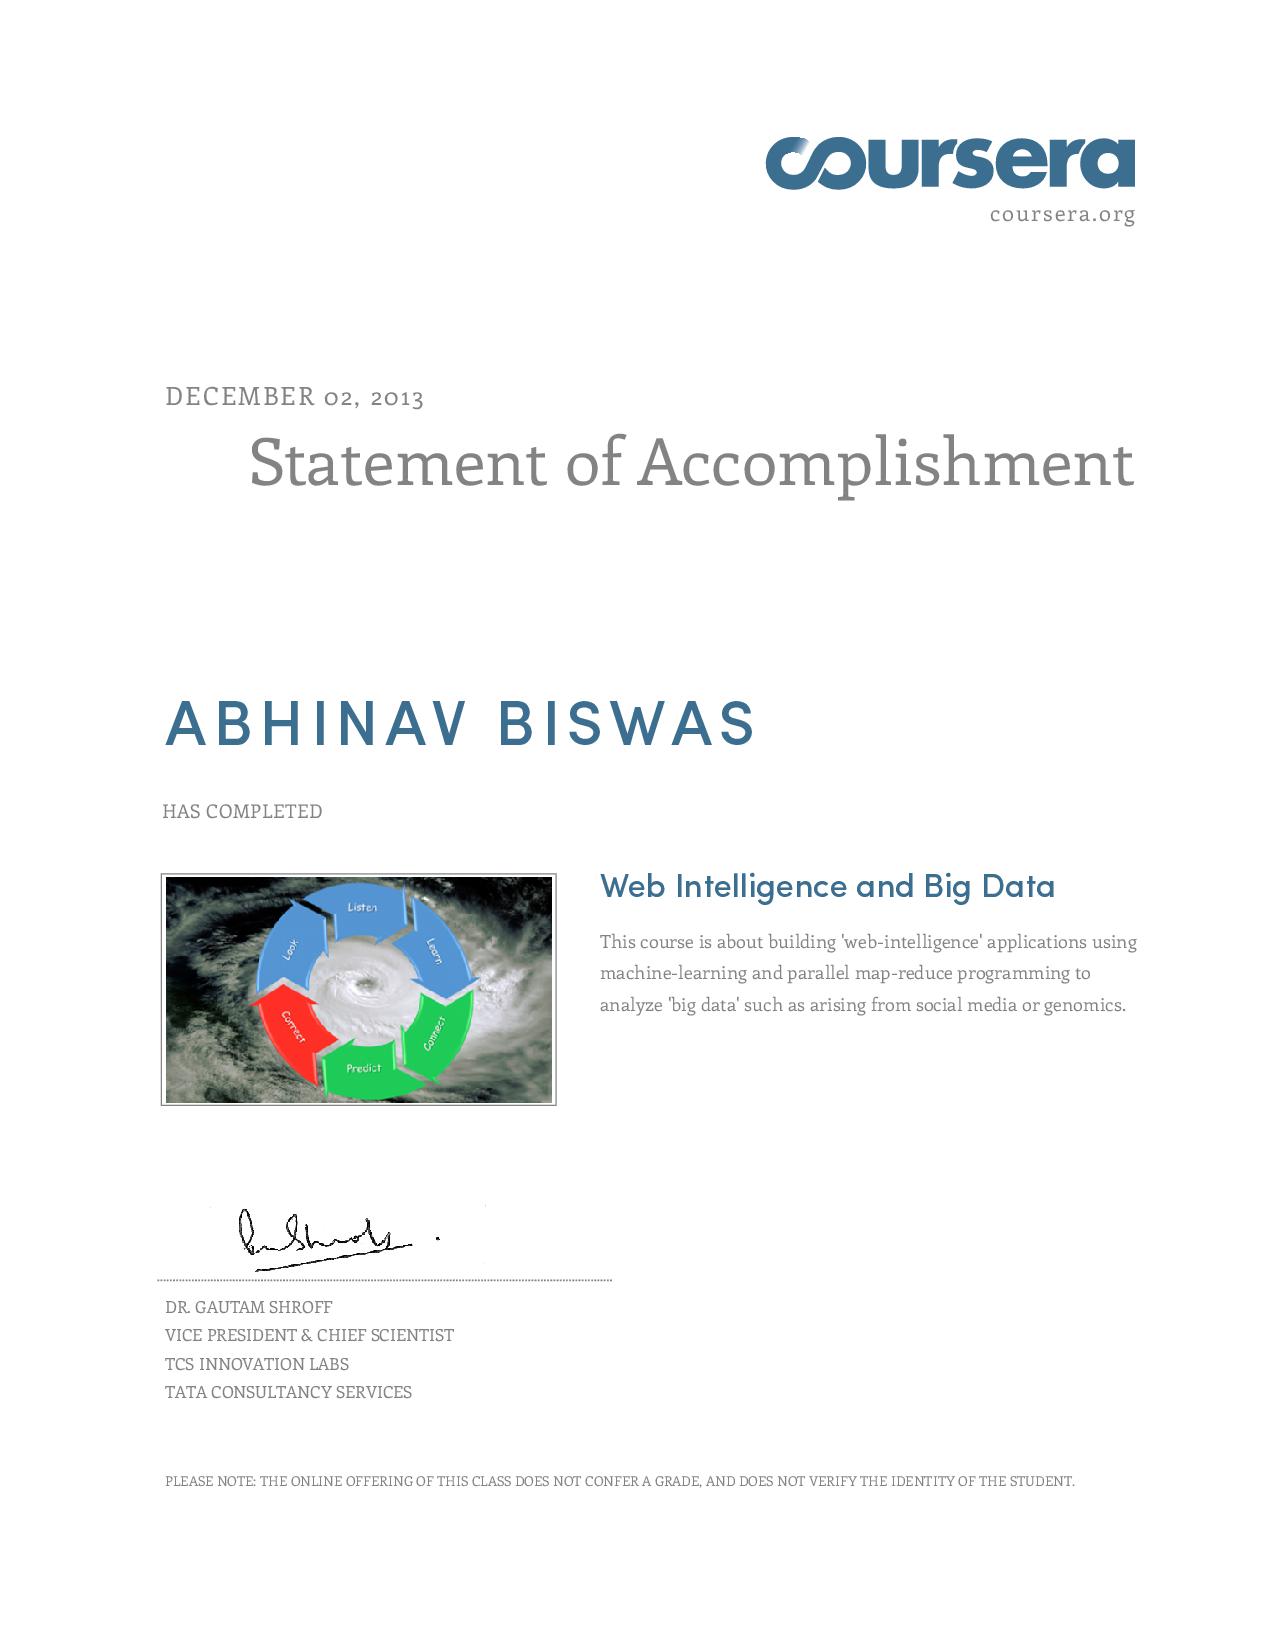 coursera
coursera.org
DECEMBER 02, 2013
Statement of Accomplishment
ABHINAV BISWAS
HAS COMPLETED
Listen
Look
Learn
Correct
Connect
Predict
Web Intelligence and Big Data
This course is about building 'web-intelligence' applications using
machine-learning and parallel map-reduce programming to
analyze 'big data' such as arising from social media or genomics.
DR. GAUTAM SHROFF
VICE PRESIDENT & CHIEF SCIENTIST
TCS INNOVATION LABS
TATA CONSULTANCY SERVICES
PLEASE NOTE: THE ONLINE OFFERING OF THIS CLASS DOES NOT CONFER A GRADE, AND DOES NOT VERIFY THE IDENTITY OF THE STUDENT.